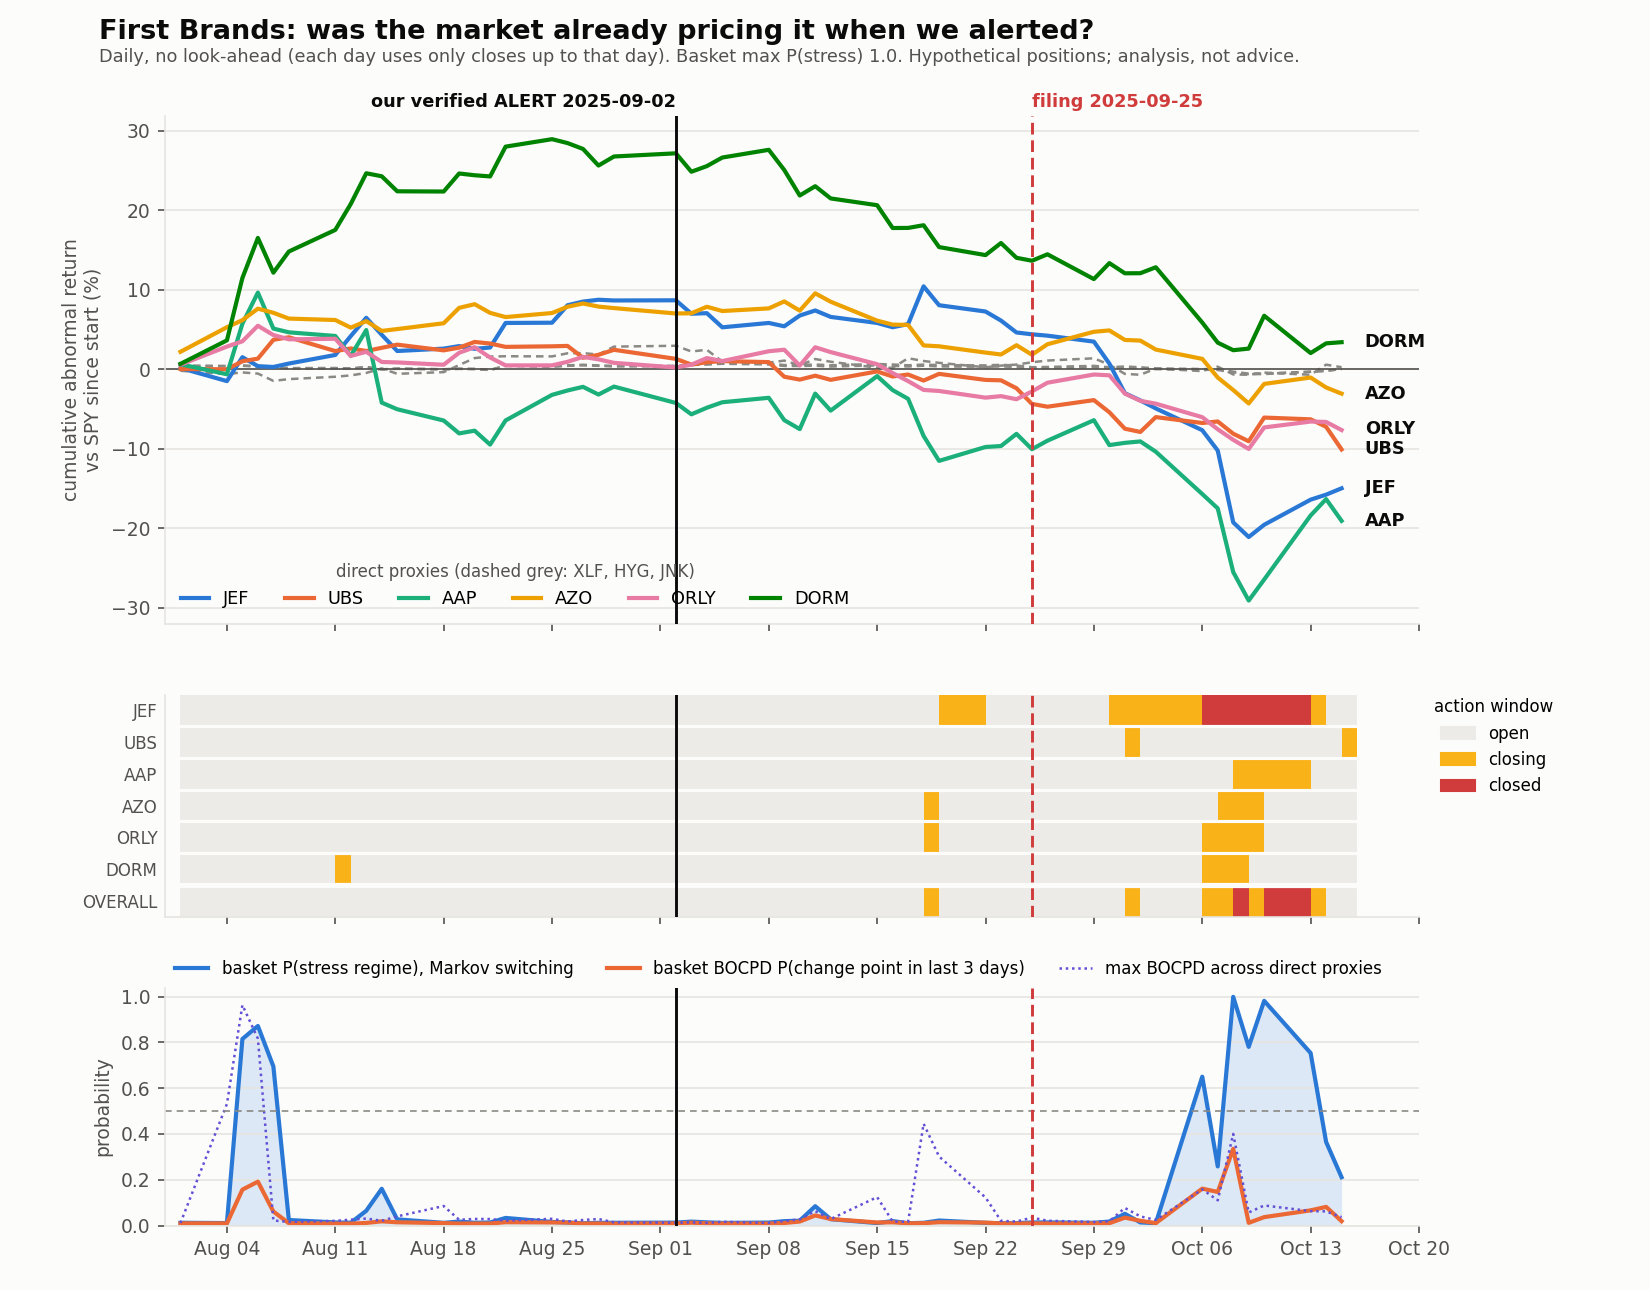 First Brands: was the market already pricing it when we alerted?
Daily, no look-ahead (each day uses only closes up to that day). Basket max P(stress) 1.0. Hypothetical positions; analysis, not advice.
our verified ALERT 2025-09-02
filing 2025-09-25
cumulative abnormal return
vs SPY since start (%)
30
20
10
0
−10
−20
−30
DORM
AZO
ORLY
UBS
JEF
AAP
direct proxies (dashed grey: XLF, HYG, JNK)
JEF UBS AAP AZO ORLY DORM
JEF
UBS
AAP
AZO
ORLY
DORM
OVERALL
action window
open
closing
closed
basket P(stress regime), Markov switching basket BOCPD P(change point in last 3 days) max BOCPD across direct proxies
probability
1.0
0.8
0.6
0.4
0.2
0.0
Aug 04 Aug 11 Aug 18 Aug 25 Sep 01 Sep 08 Sep 15 Sep 22 Sep 29 Oct 06 Oct 13 Oct 20